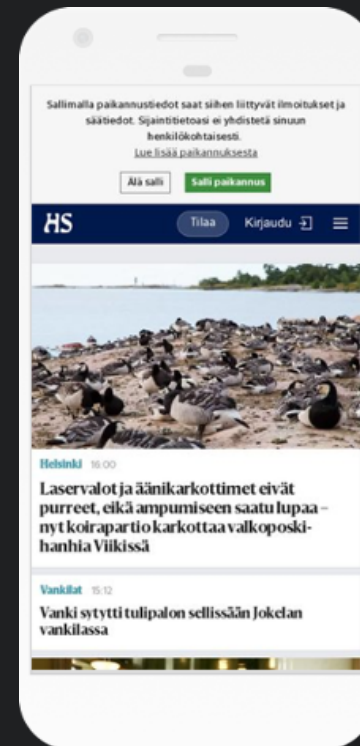 Sallimalla paikannustiedot saat siihen liittyvät ilmoitukset ja
säätiedot. Sijaintitietoasi ei yhdistetä sinuun
henkilökohtaisesti.
Lue lisää paikannuksesta
Älä salli Salli paikannus
HS Tilaa Kirjaudu
Helsinki 16:00
Laservalot ja äänikarkottimet eivät
purreet, eikä ampumiseen saatu lupaa –
nyt koirapartio karkottaa valkoposki-
hanhia Viikissä
Vankilat 15:12
Vanki sytytti tulipalon sellissään Jokelan
vankilassa